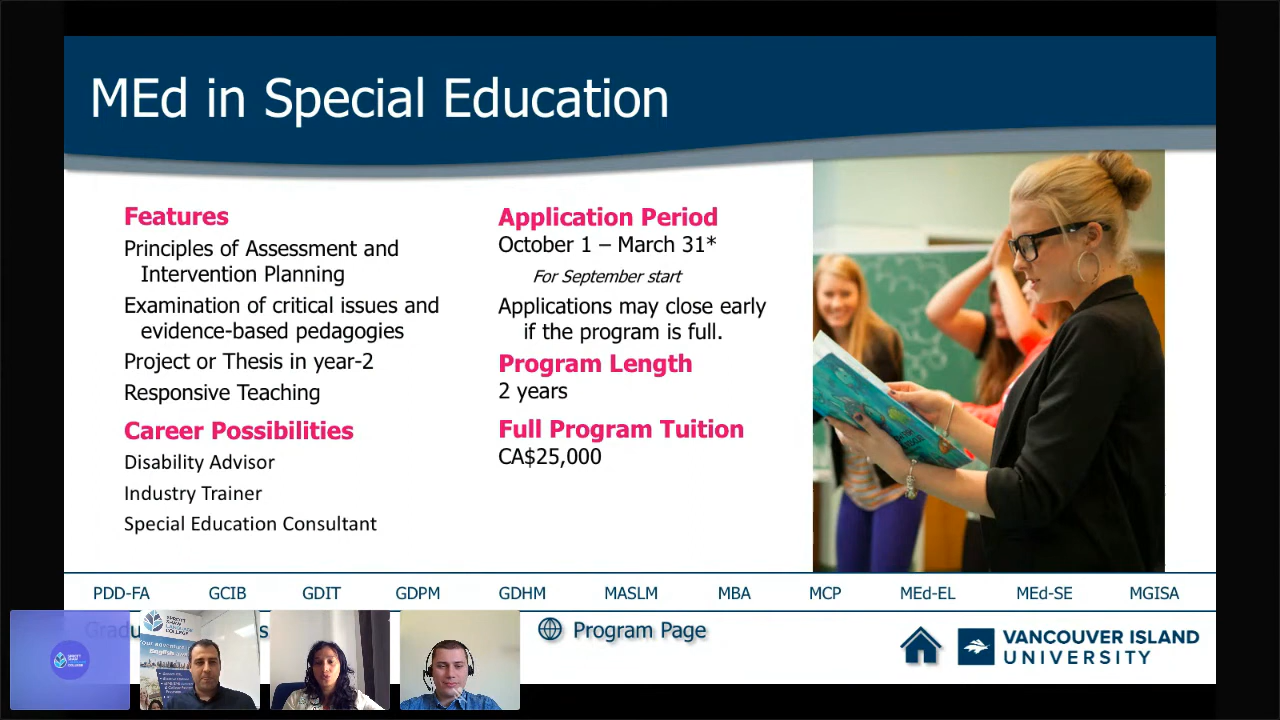 MEd in Special Education
Features
Principles of Assessment and
Intervention Planning
Examination of critical issues and
evidence-based pedagogies
Project or Thesis in year-2
Responsive Teaching
Career Possibilities
Disability Advisor
Industry Trainer
Special Education Consultant
Application Period
October 1 – March 31*
For September start
Applications may close early
if the program is full.
Program Length
2 years
Full Program Tuition
CA$25,000
PDD-FA GCIB GDIT GDPM GDHM MASLM MBA MCP MEd-EL MEd-SE MGISA
Program Page
VANCOUVER ISLAND
UNIVERSITY
SPROTT
SHAW
LANGUAGE
COLLEGE